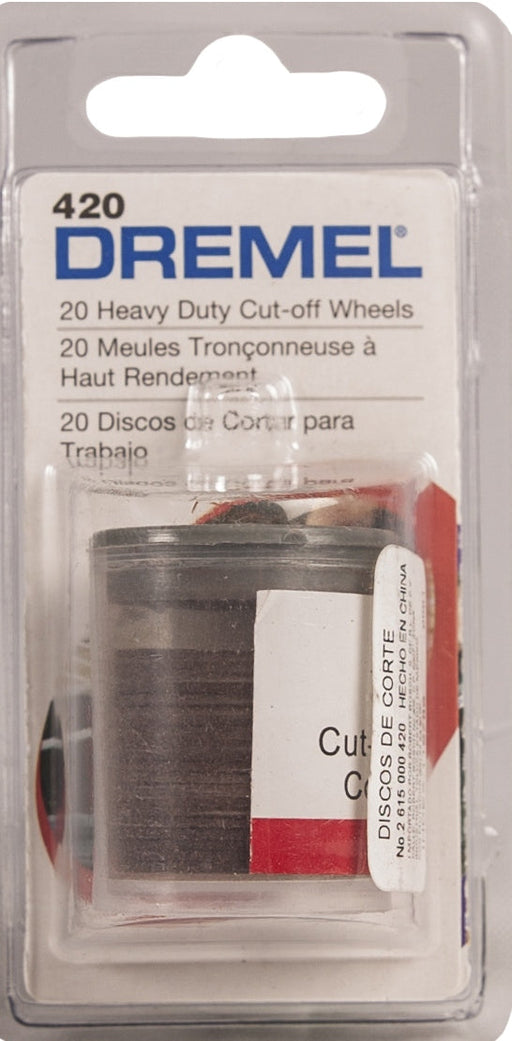 420
DREMEL®
20 Heavy Duty Cut-off Wheels
20 Meules Tronçonneuse à
Haut Rendement
20 Discos de Cortar para
Trabajo
Cut-
C
DISCOS DE CORTE
No 2 615 000 420 HECHO EN CHINA